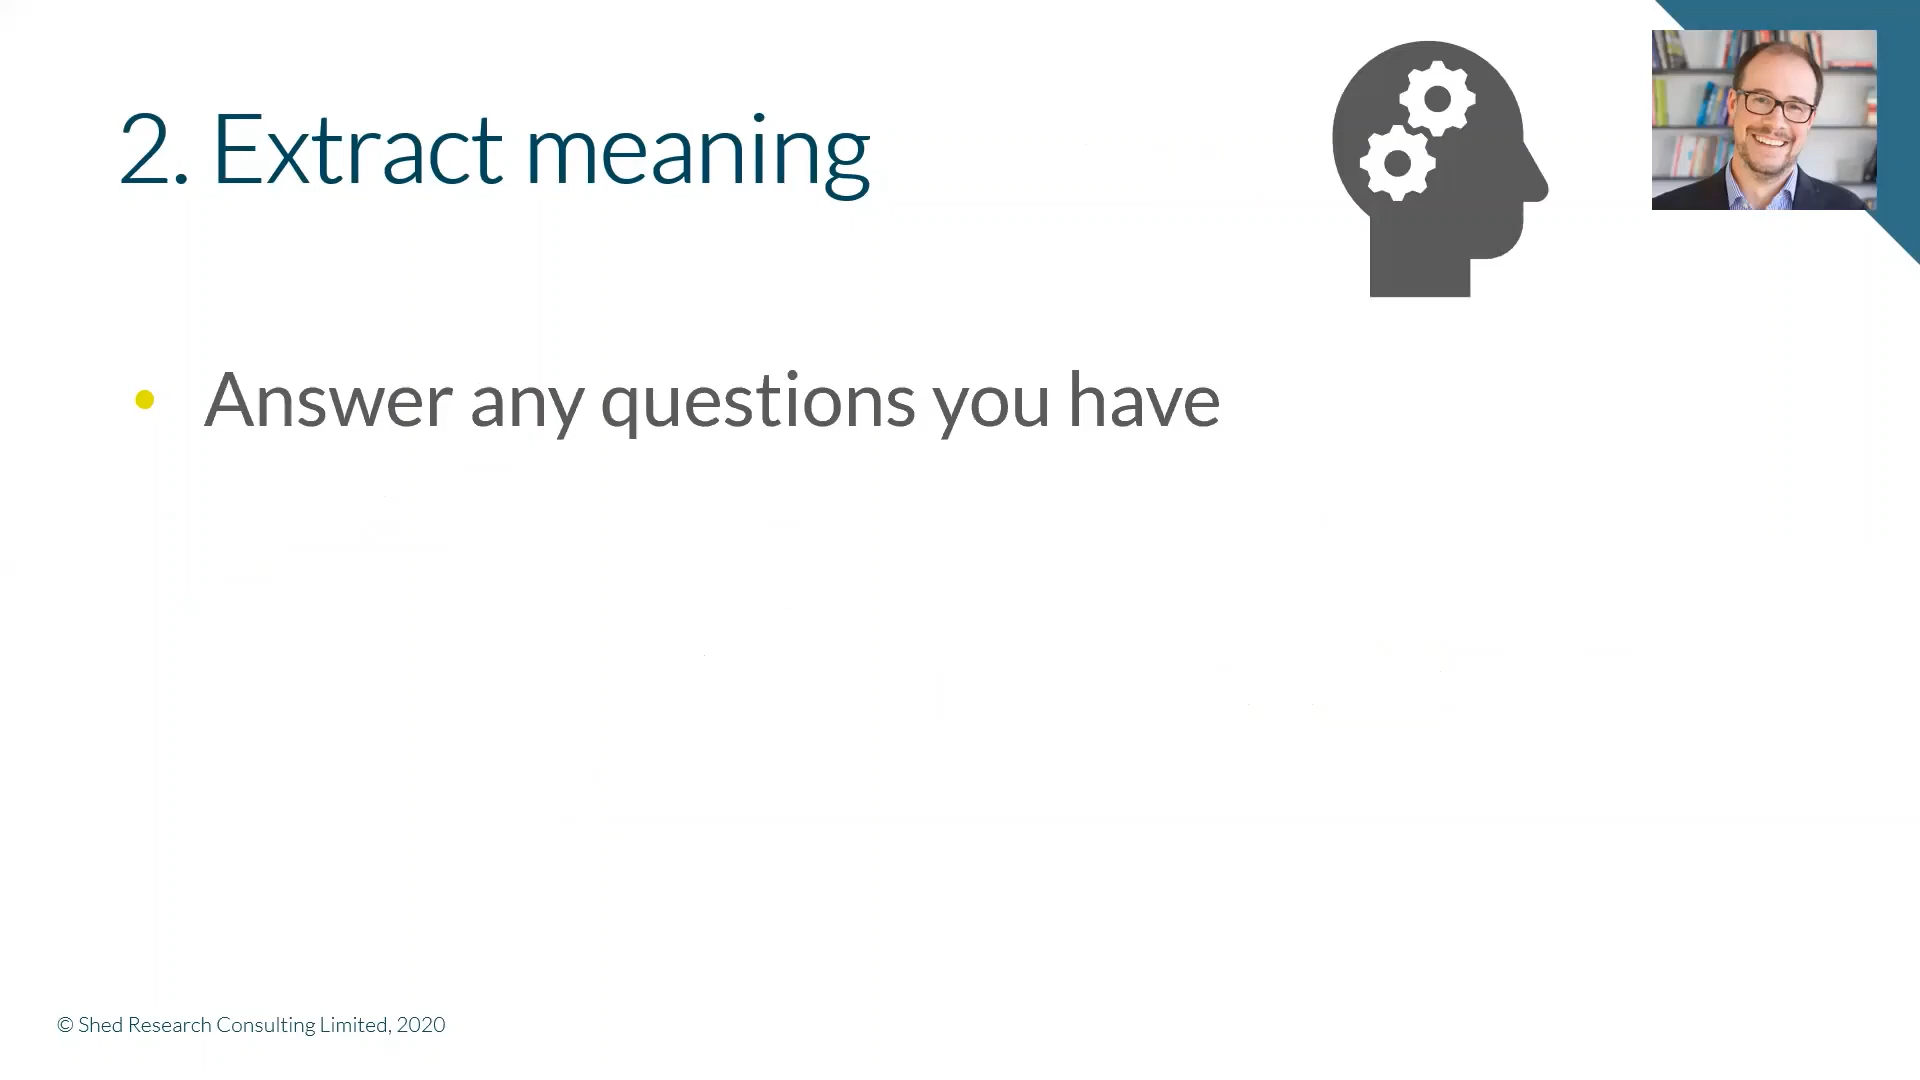 2. Extract meaning
• Answer any questions you have
© Shed Research Consulting Limited, 2020